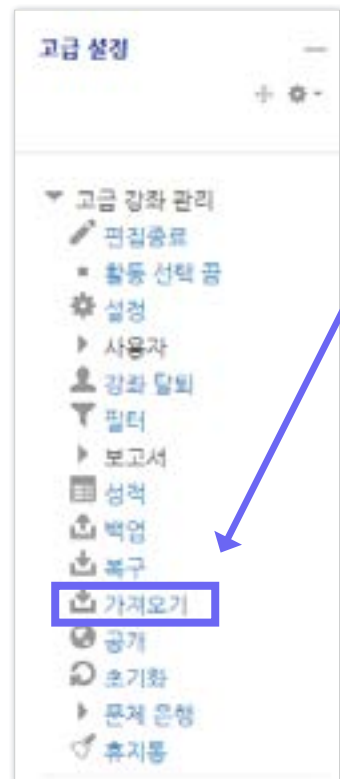 고급 설정
고급 강좌 관리
편집종료
활동 선택 끔
설정
사용자
강좌 탈퇴
필터
보고서
성적
백업
복구
가져오기
공개
초기화
문제 은행
휴지통